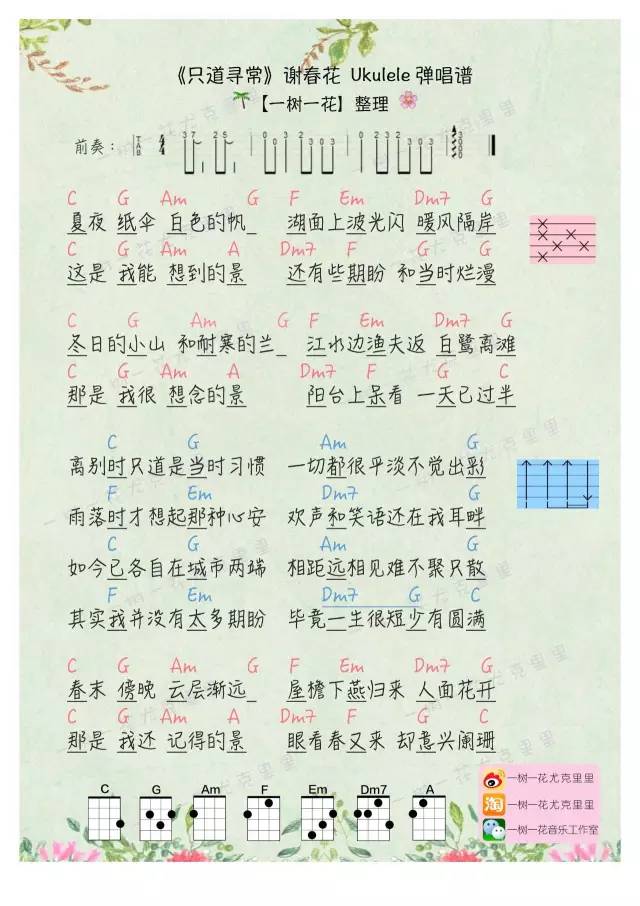 《只道寻常》谢春花 Ukulele 弹唱谱
【一树一花】整理
前奏：
C G Am G F Em Dm7 G
夏夜 纸伞 白色的帆_ 湖面上波光闪 暖风隔岸
C G Am A Dm7 F G C
这是 我能 想到的景 还有些期盼 和当时烂漫
C G Am G F Em Dm7 G
冬日的小山 和耐寒的兰_ 江水边渔夫返 白鹭离滩
C G Am A Dm7 F G C
那是 我很 想念的景 阳台上呆看 一天已过半
C G Am G
离别时只道是当时习惯 一切都很平淡不觉出彩
F Em Dm7 G
雨落时才想起那种心安 欢声和笑语还在我耳畔
C G Am G
如今已各自在城市两端 相距远相见难不聚只散
F Em Dm7 G C
其实我并没有太多期盼 毕竟一生很短少有圆满
C G Am G F Em Dm7 G
春末 傍晚 云层渐远_ 屋檐下燕归来 人面花开
C G Am A Dm7 F G C
那是 我还 记得的景 眼看春又来 却惹兴阑珊
C G Am F Em Dm7 A
一树一花尤克里里
淘 一树一花尤克里里
一树一花音乐工作室